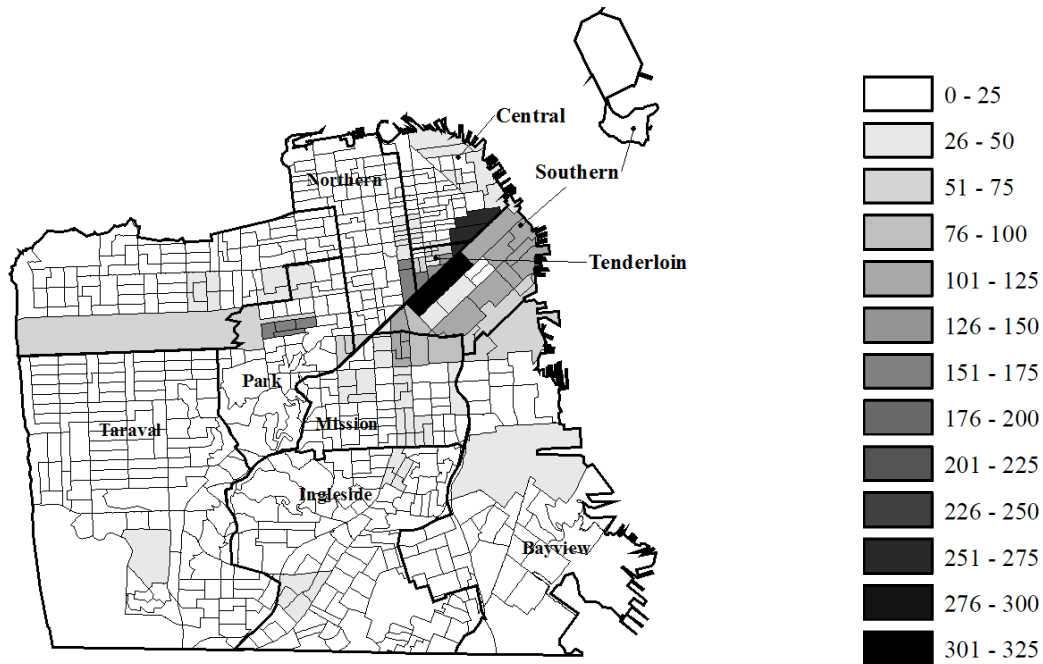 Central
Southern
Northern
Tenderloin
Park
Mission
Taraval
Ingleside
Bayview
0 - 25
26 - 50
51 - 75
76 - 100
101 - 125
126 - 150
151 - 175
176 - 200
201 - 225
226 - 250
251 - 275
276 - 300
301 - 325